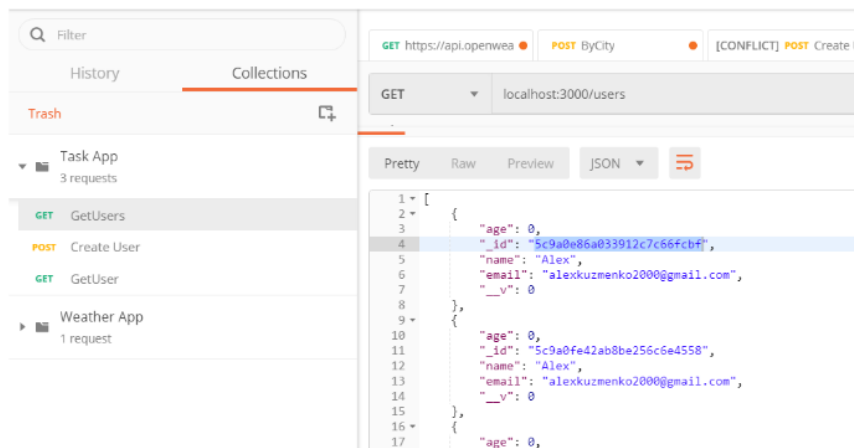 Filter
History Collections
Trash
Task App
3 requests
GET GetUsers
POST Create User
GET GetUser
Weather App
1 request
GET https://api.openwea POST ByCity [CONFLICT] POST Create
GET localhost:3000/users
Pretty Raw Preview JSON
1 [
2 {
3 "age": 0,
4 "_id": "5c9a0e86a033912c7c66fcbf",
5 "name": "Alex",
6 "email": "alexkuzmenko2000@gmail.com",
7 "__v": 0
8 },
9 {
10 "age": 0,
11 "_id": "5c9a0fe42ab8be256c6e4558",
12 "name": "Alex",
13 "email": "alexkuzmenko2000@gmail.com",
14 "__v": 0
15 },
16 {
17 "age": 0,